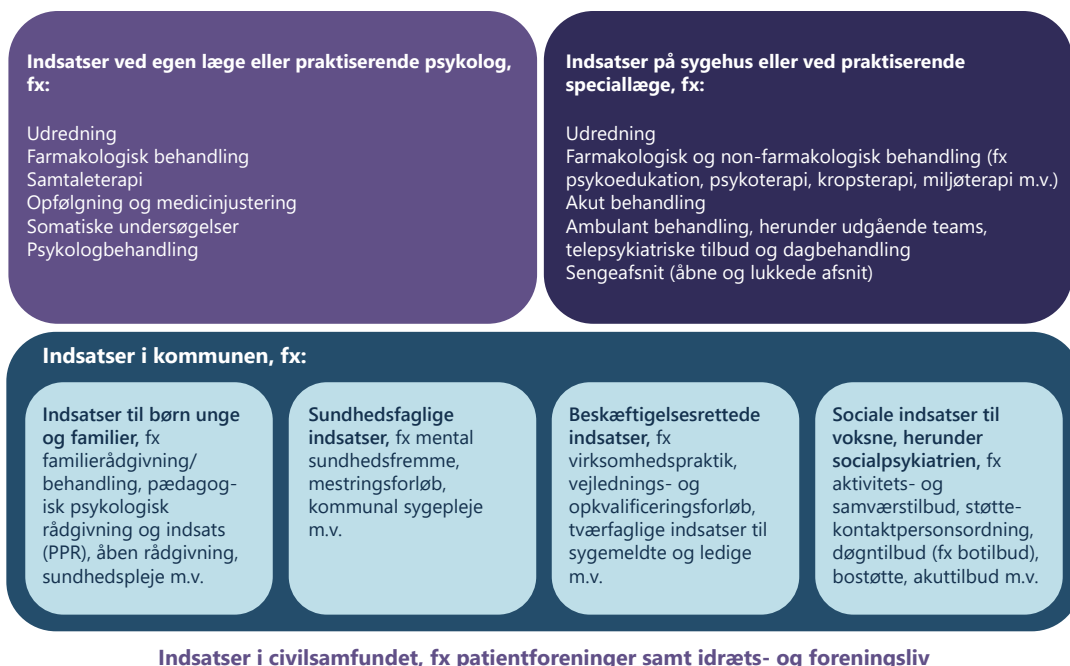 Indsatser ved egen læge eller praktiserende psykolog,
fx:
Udredning
Farmakologisk behandling
Samtaleterapi
Opfølgning og medicinjustering
Somatiske undersøgelser
Psykologbehandling
Indsatser på sygehus eller ved praktiserende
speciallæge, fx:
Udredning
Farmakologisk og non-farmakologisk behandling (fx
psykoedukation, psykoterapi, kropsterapi, miljøterapi m.v.)
Akut behandling
Ambulant behandling, herunder udgående teams,
telepsykiatriske tilbud og dagbehandling
Sengeafsnit (åbne og lukkede afsnit)
Indsatser i kommunen, fx:
Indsatser til børn unge
og familier, fx
familierådgivning/
behandling, pædagog-
isk psykologisk
rådgivning og indsats
(PPR), åben rådgivning,
sundhedspleje m.v.
Sundhedsfaglige
indsatser, fx mental
sundhedsfremme,
mestringsforløb,
kommunal sygepleje
m.v.
Beskæftigelsesrettede
indsatser, fx
virksomhedspraktik,
vejlednings- og
opkvalificeringsforløb,
tværfaglige indsatser til
sygemeldte og ledige
m.v.
Sociale indsatser til
voksne, herunder
socialpsykiatrien, fx
aktivitets- og
samværstilbud, støtte-
kontaktpersonsordning,
døgntilbud (fx botilbud),
bostøtte, akuttilbud m.v.
Indsatser i civilsamfundet, fx patientforeninger samt idræts- og foreningsliv